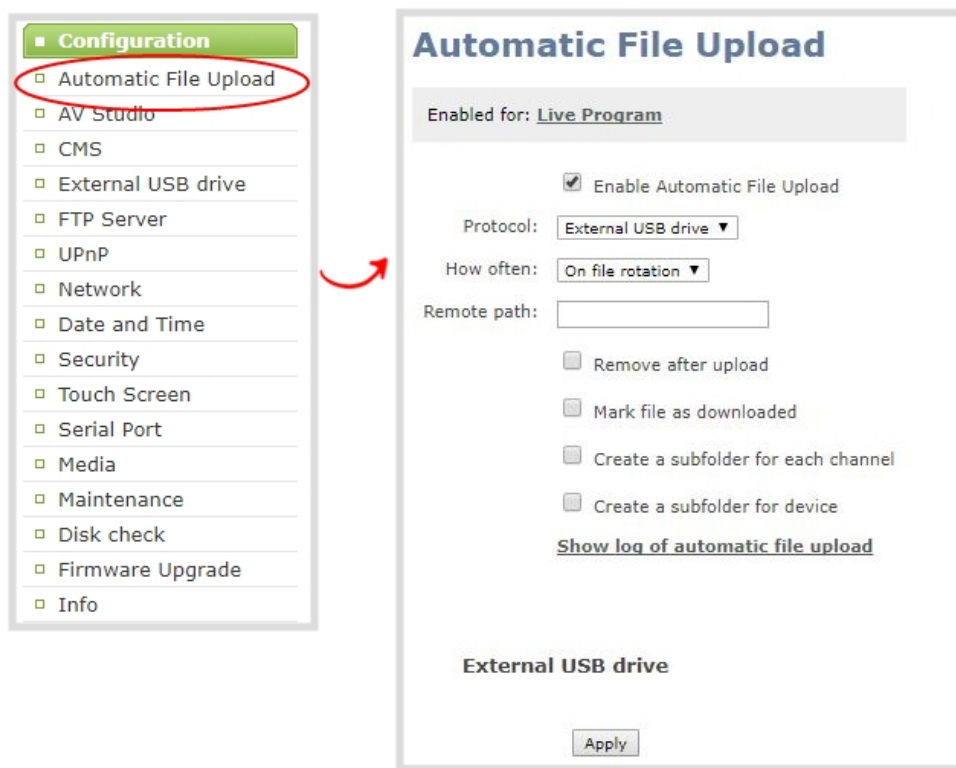 Configuration
Automatic File Upload
AV Studio
CMS
External USB drive
FTP Server
UPnP
Network
Date and Time
Security
Touch Screen
Serial Port
Media
Maintenance
Disk check
Firmware Upgrade
Info
Automatic File Upload
Enabled for: Live Program
Enable Automatic File Upload
Protocol: External USB drive
How often: On file rotation
Remote path:
Remove after upload
Mark file as downloaded
Create a subfolder for each channel
Create a subfolder for device
Show log of automatic file upload
External USB drive
Apply